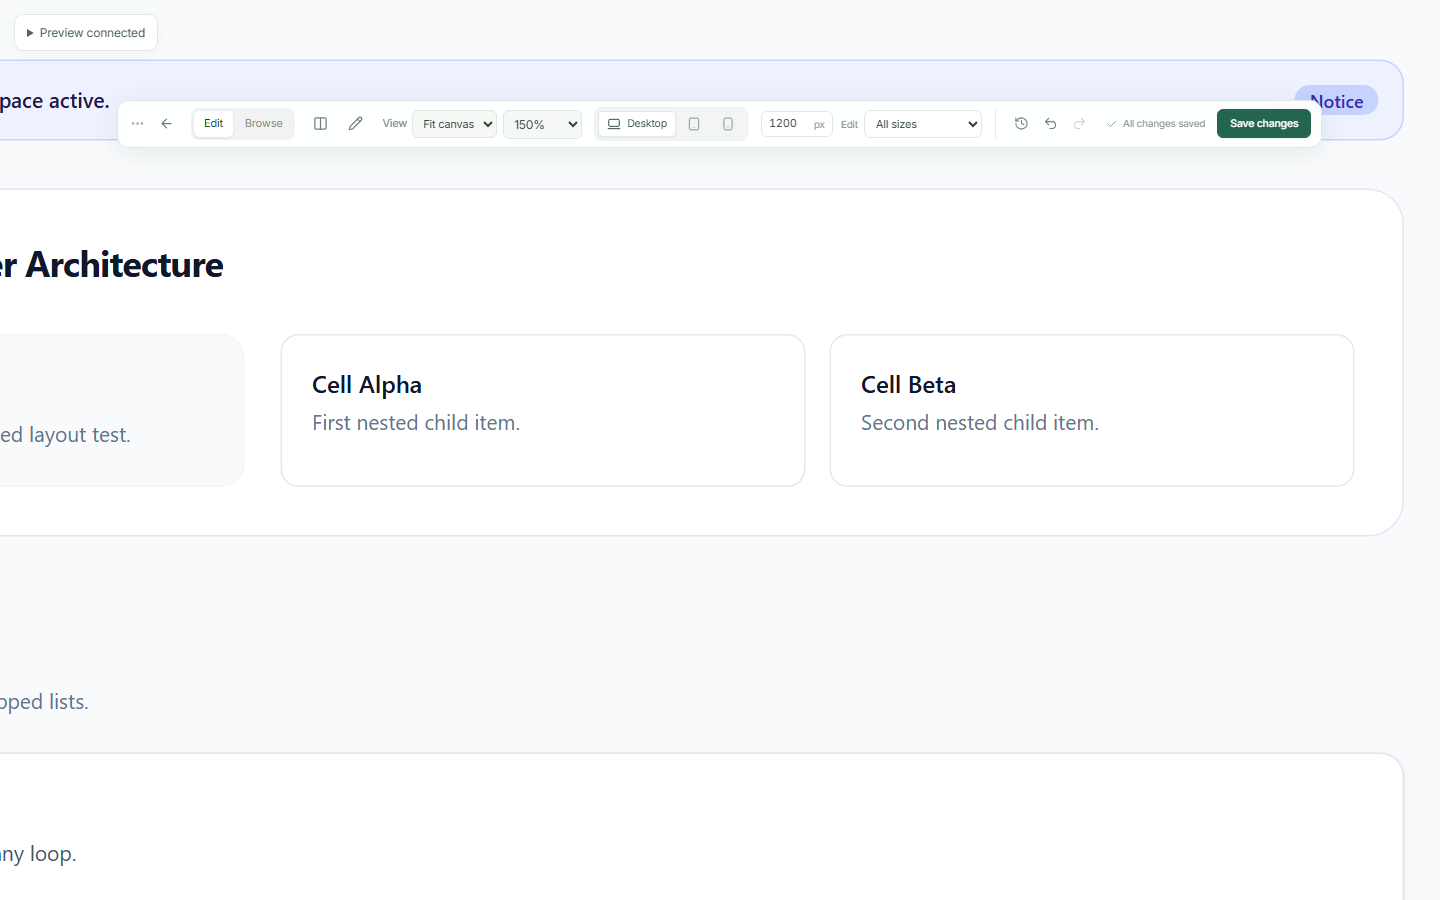 Preview connected
pace active.
Notice
Edit Browse View Fit canvas 150% Desktop 1200 px Edit All sizes All changes saved Save changes
er Architecture
ed layout test.
Cell Alpha
First nested child item.
Cell Beta
Second nested child item.
pped lists.
any loop.